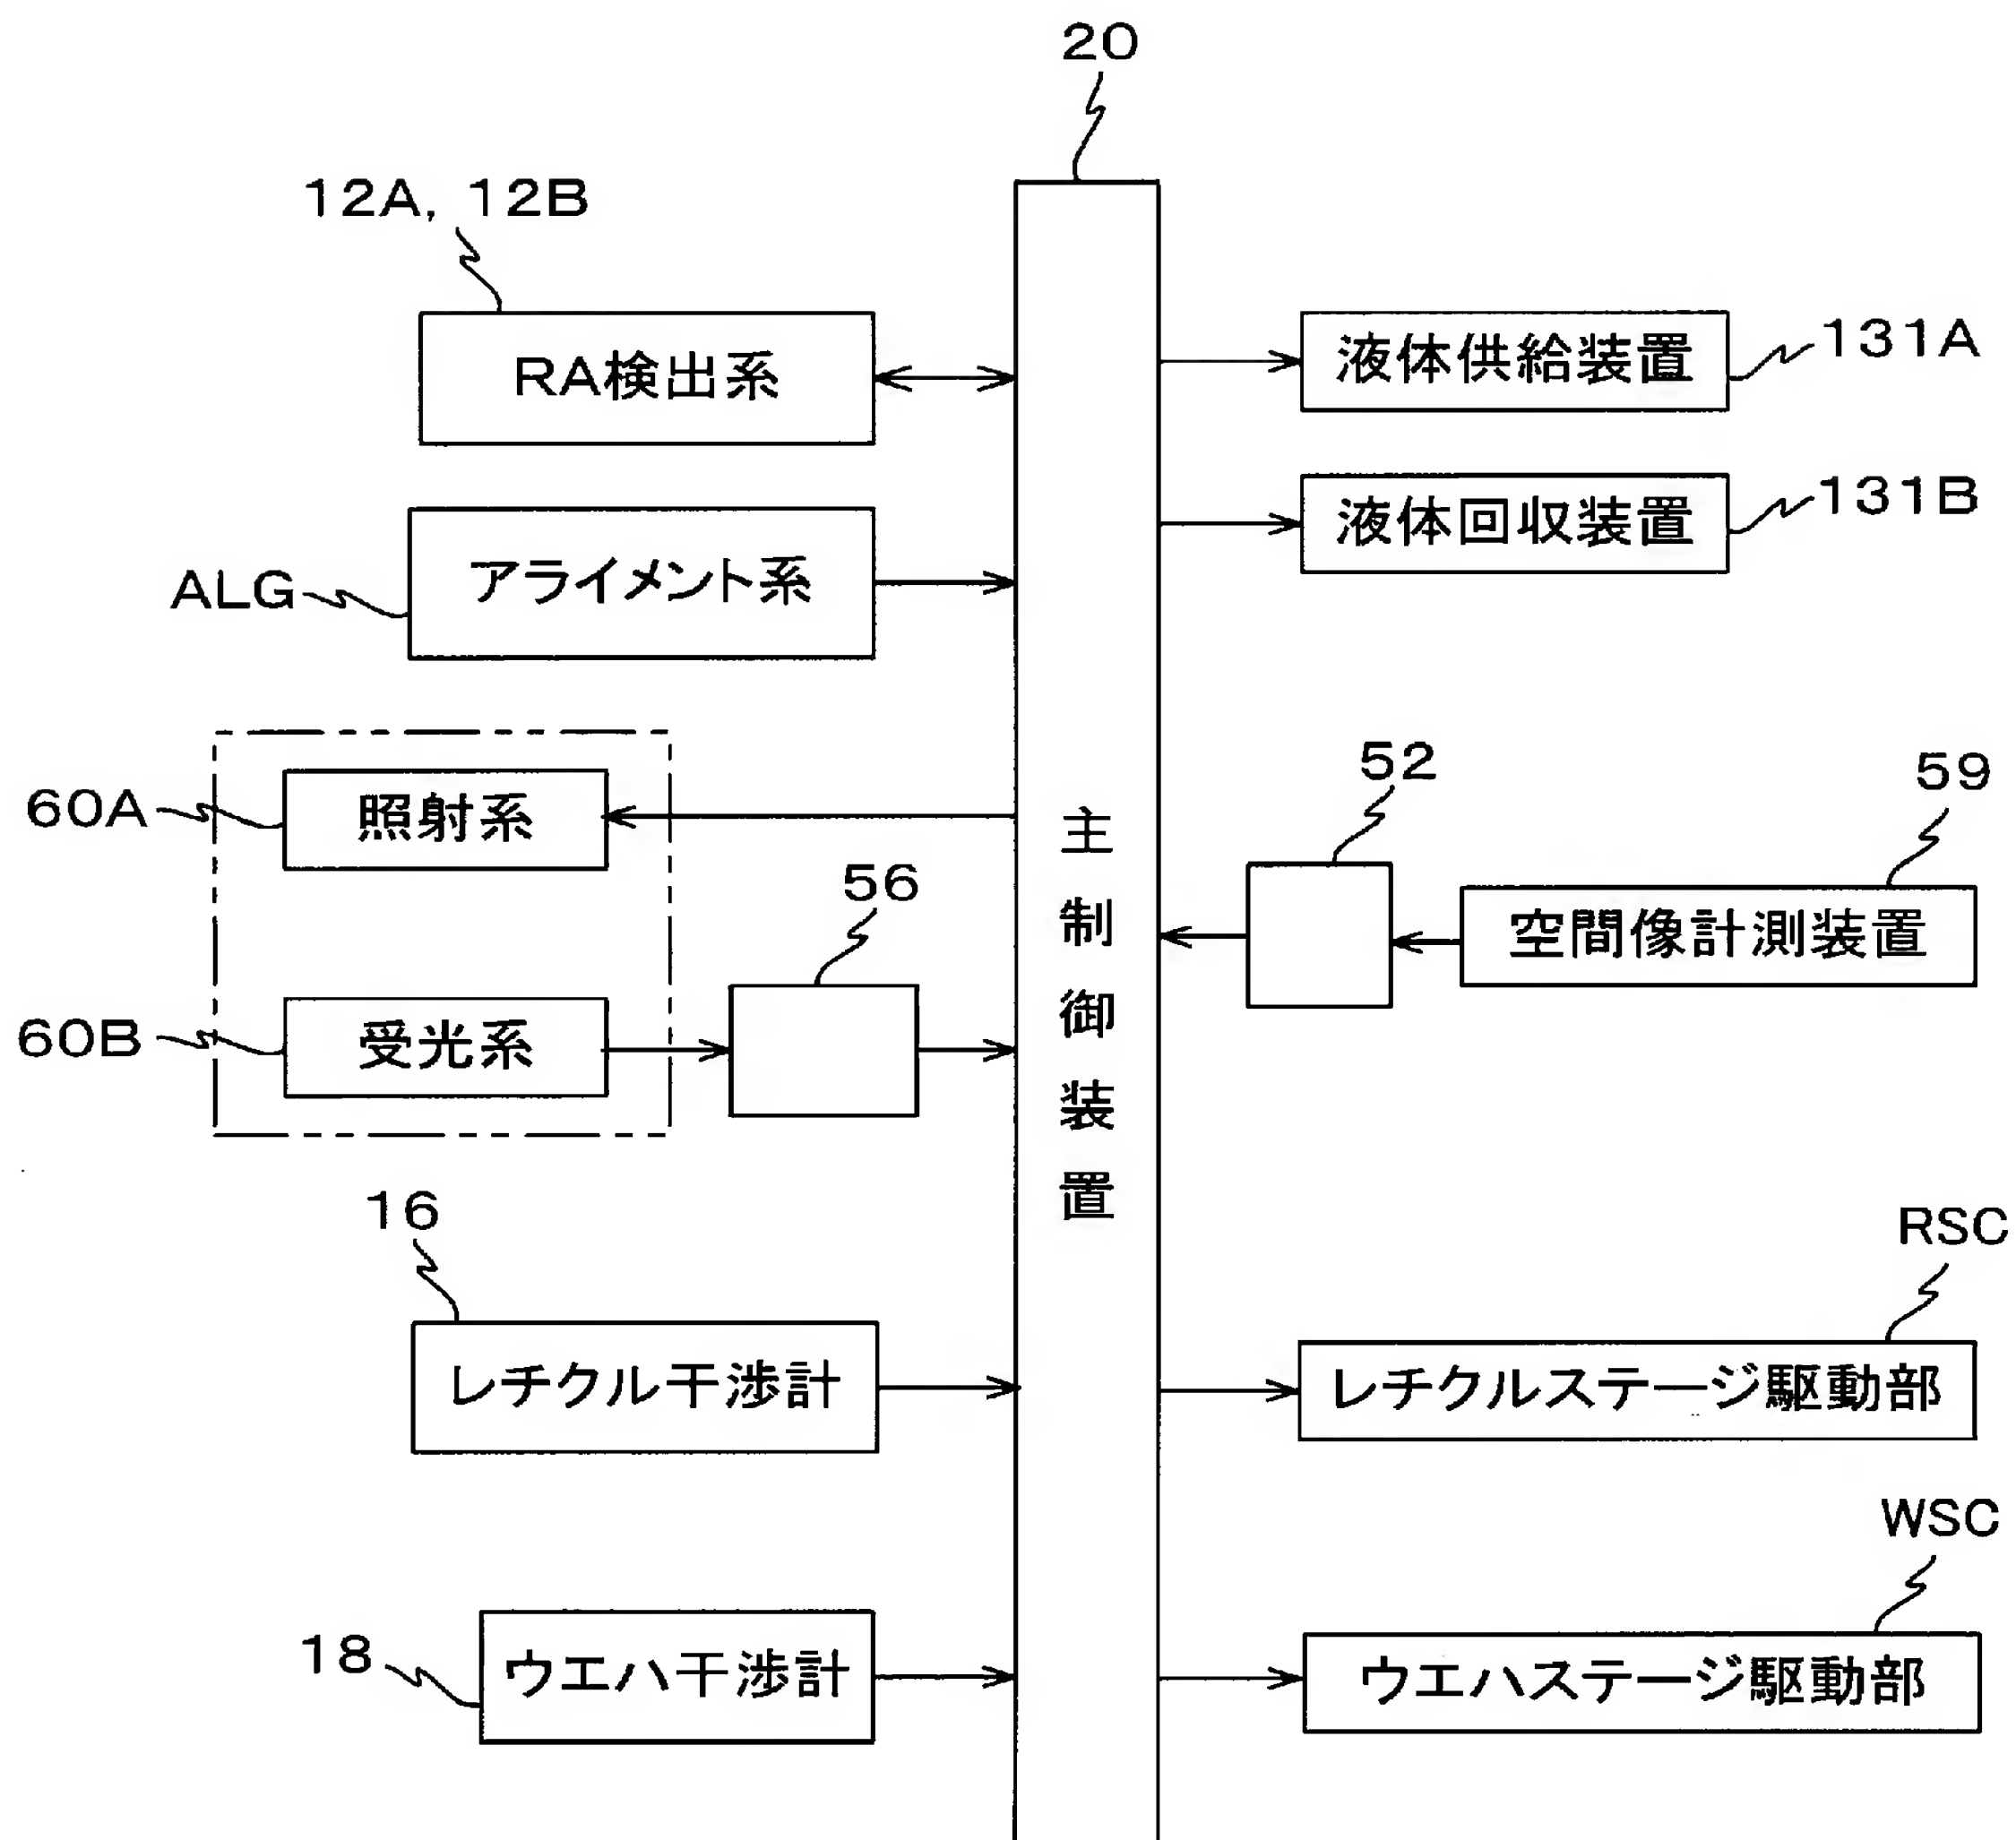 20
12A, 12B
RA検出系
液体供給装置
131A
液体回収装置
131B
ALG
アライメント系
60A
照射系
56
52
59
空間像計測装置
60B
受光系
主制御装置
16
レチクル干渉計
RSC
レチクルステージ駆動部
WSC
18
ウエハ干渉計
ウエハステージ駆動部